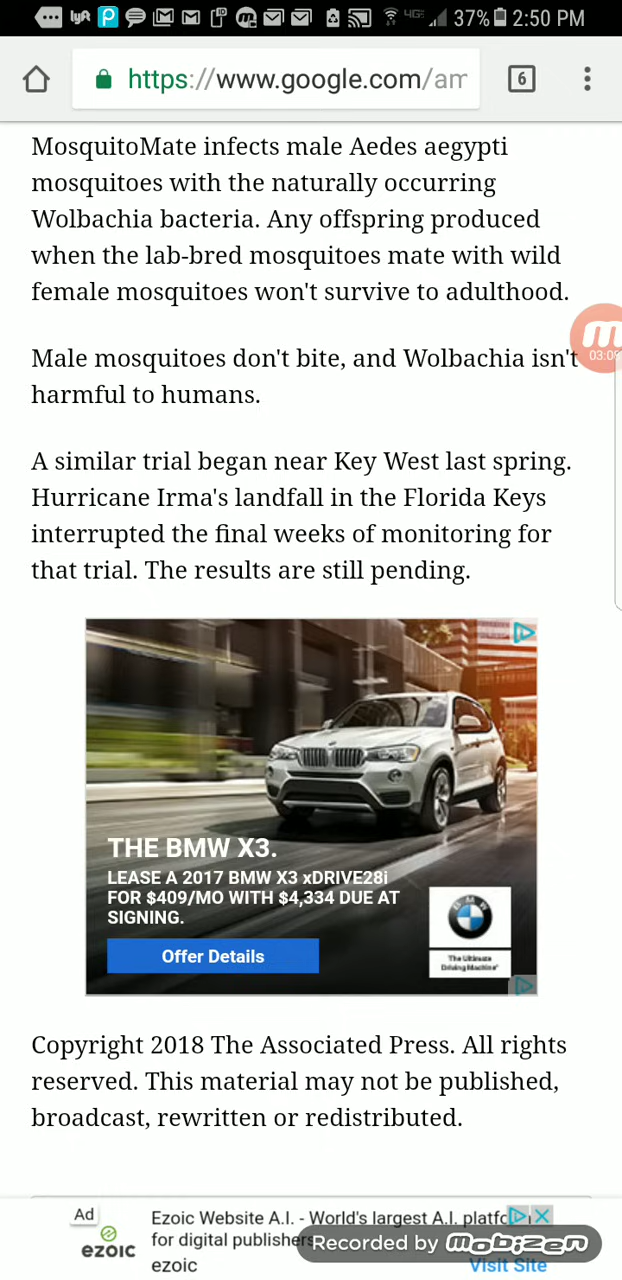 lyft
4G
37%
2:50 PM
https://www.google.com/am
6
MosquitoMate infects male Aedes aegypti
mosquitoes with the naturally occurring
Wolbachia bacteria. Any offspring produced
when the lab-bred mosquitoes mate with wild
female mosquitoes won't survive to adulthood.
03:09
Male mosquitoes don't bite, and Wolbachia isn't
harmful to humans.
A similar trial began near Key West last spring.
Hurricane Irma's landfall in the Florida Keys
interrupted the final weeks of monitoring for
that trial. The results are still pending.
THE BMW X3.
LEASE A 2017 BMW X3 xDRIVE28i
FOR $409/MO WITH $4,334 DUE AT
SIGNING.
Offer Details
BMW
The Ultimate
Driving Machine®
Copyright 2018 The Associated Press. All rights
reserved. This material may not be published,
broadcast, rewritten or redistributed.
Ad
ezoic
Ezoic Website A.I. - World's largest A.I.
for digital publishers
ezoic
Visit Site
Recorded by Mobizen